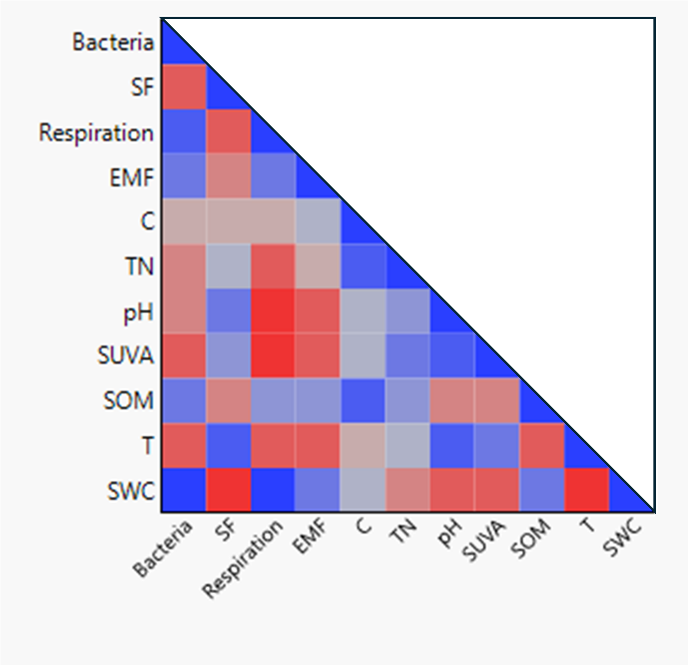 Bacteria
SF
Respiration
EMF
C
TN
pH
SUVA
SOM
T
SWC
Bacteria
SF
Respiration
EMF
C
TN
pH
SUVA
SOM
T
SWC